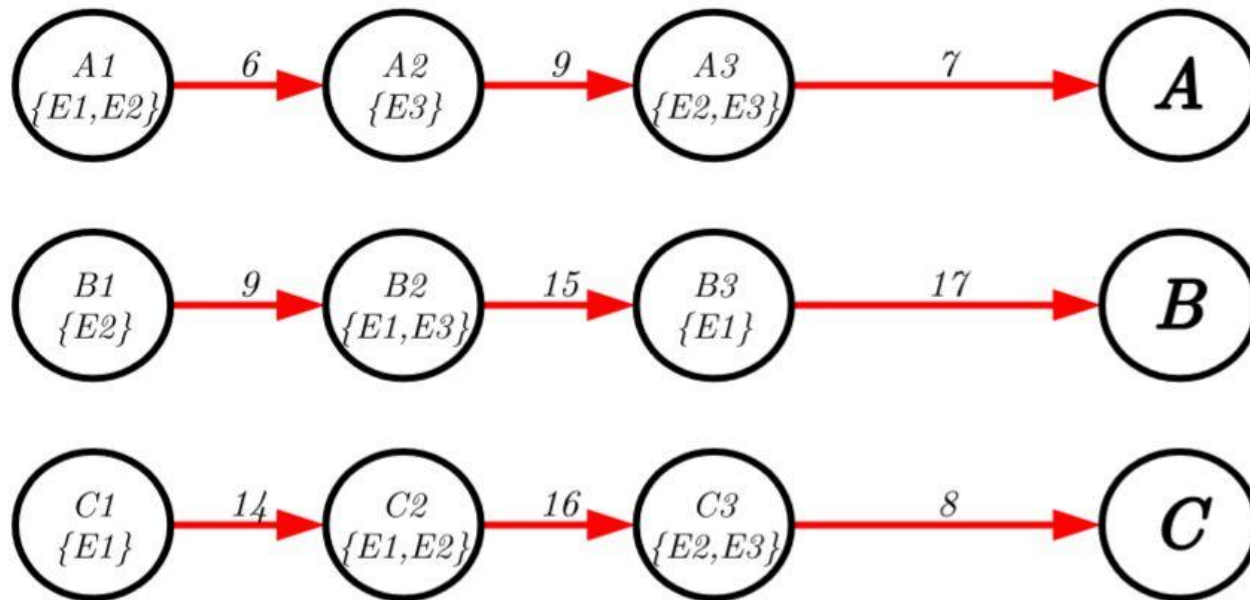 6 9 7
A1 A2 A3 A
{E1,E2} {E3} {E2,E3}
9 15 17
B1 B2 B3 B
{E2} {E1,E3} {E1}
14 16 8
C1 C2 C3 C
{E1} {E1,E2} {E2,E3}